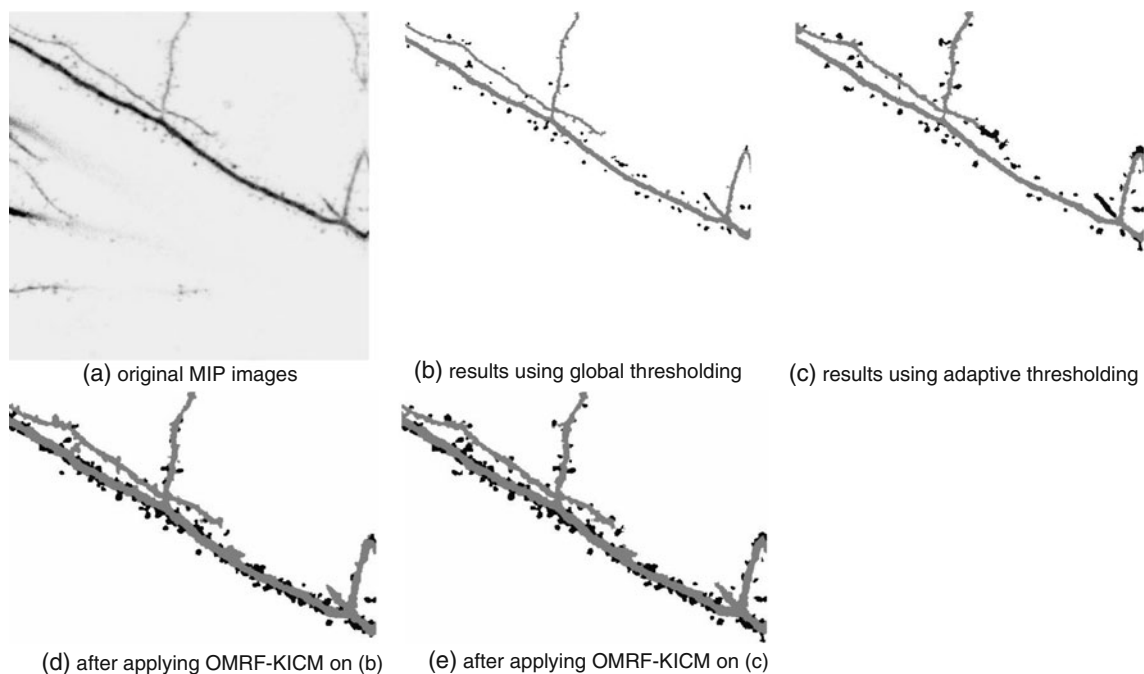 (a) original MIP images
(b) results using global thresholding
(c) results using adaptive thresholding
(d) after applying OMRF-KICM on (b)
(e) after applying OMRF-KICM on (c)